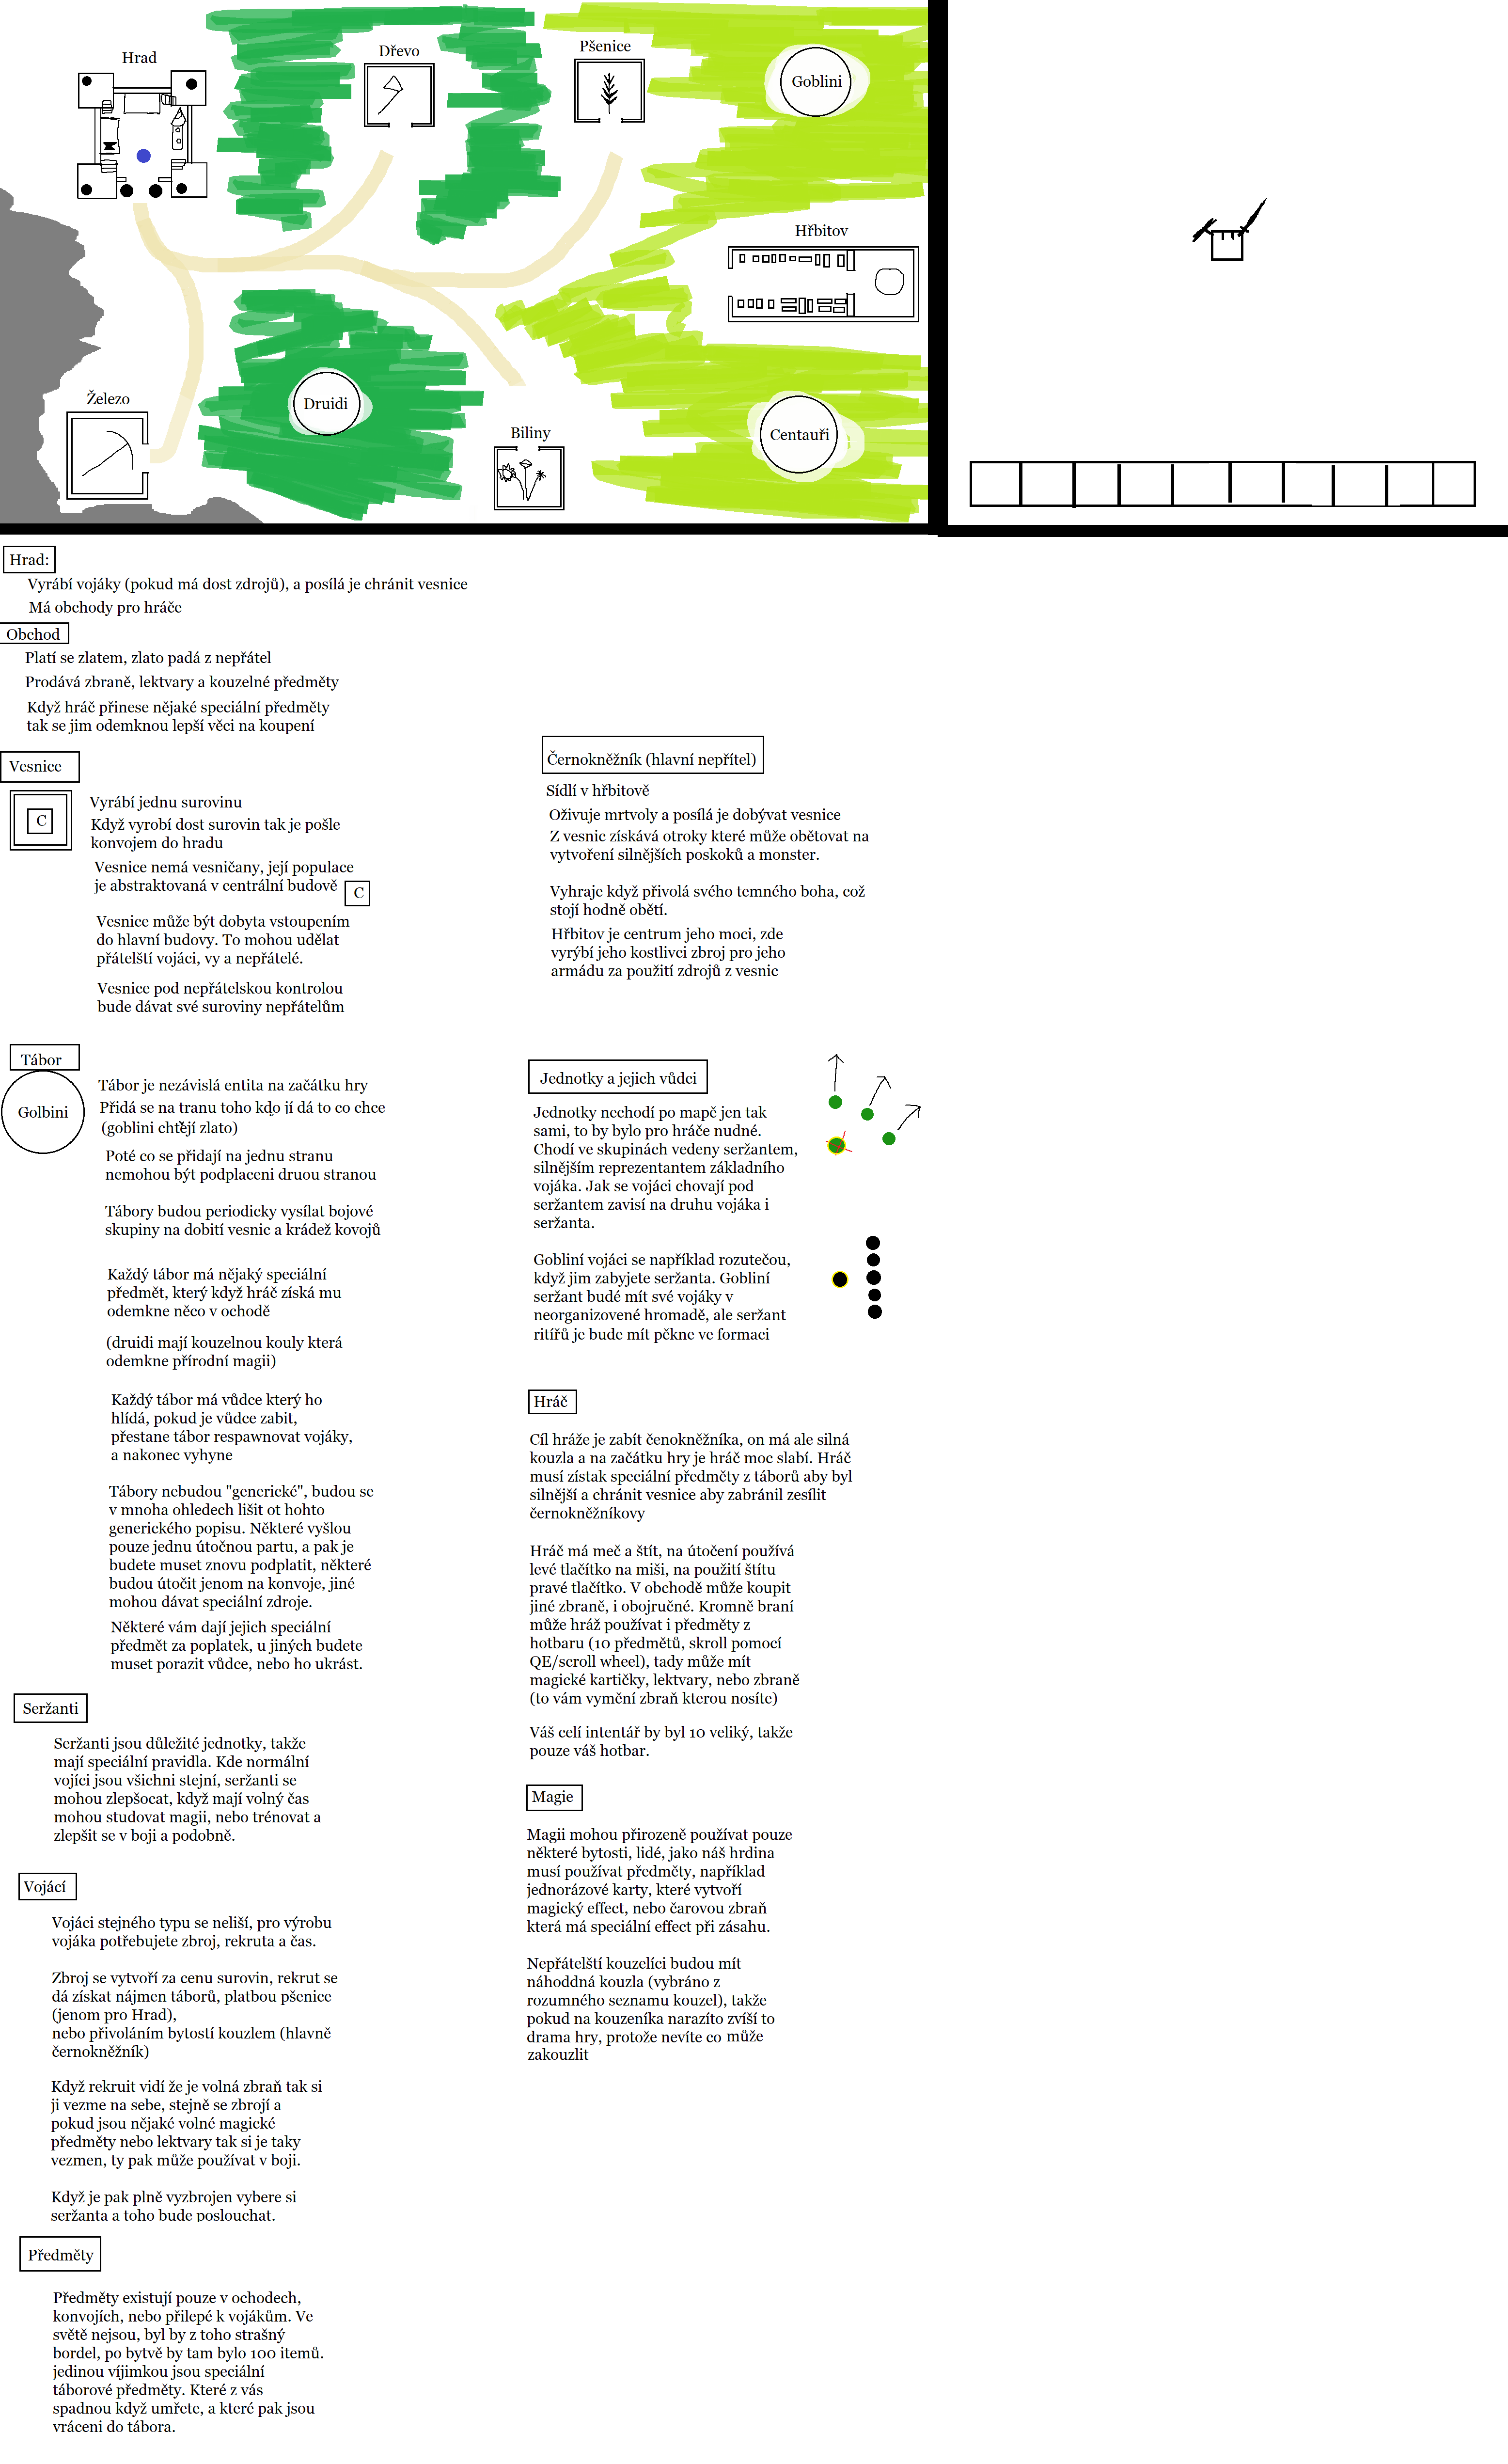 Hrad
Dřevo
Pšenice
Goblini
Hřbitov
Železo
Druidi
Biliny
Centauři
Hrad:
Vyrábí vojáky (pokud má dost zdrojů), a posílá je chránit vesnice
Má obchody pro hráče
Obchod
Platí se zlatem, zlato padá z nepřátel
Prodává zbraně, lektvary a kouzelné předměty
Když hráč přinese nějaké speciální předměty
tak se jim odemknou lepší věci na koupení
Vesnice
C
Vyrábí jednu surovinu
Když vyrobí dost surovin tak je pošle
konvojem do hradu
Vesnice nemá vesničany, její populace
je abstraktovaná v centrální budově
C
Vesnice může být dobyta vstoupením
do hlavní budovy. To mohou udělat
přátelští vojáci, vy a nepřátelé.
Vesnice pod nepřátelskou kontrolou
bude dávat své suroviny nepřátelům
Tábor
Golbini
Tábor je nezávislá entita na začátku hry
Přidá se na tranu toho kdo jí dá to co chce
(goblini chtějí zlato)
Poté co se přidají na jednu stranu
nemohou být podplaceni druou stranou
Tábory budou periodicky vysílat bojové
skupiny na dobití vesnic a krádež kovojů
Každý tábor má nějaký speciální
předmět, který když hráč získá mu
odemkne něco v ochodě
(druidi mají kouzelnou kouly která
odemkne přírodní magii)
Každý tábor má vůdce který ho
hlídá, pokud je vůdce zabit,
přestane tábor respawnovat vojáky,
a nakonec vyhyne
Tábory nebudou "generické", budou se
v mnoha ohledech lišit ot hohto
generického popisu. Některé vyšlou
pouze jednu útočnou partu, a pak je
budete muset znovu podplatit, některé
budou útočit jenom na konvoje, jiné
mohou dávat speciální zdroje.
Některé vám dají jejich speciální
předmět za poplatek, u jiných budete
muset porazit vůdce, nebo ho ukrást.
Seržanti
Seržanti jsou důležité jednotky, takže
mají speciální pravidla. Kde normální
vojíci jsou všichni stejní, seržanti se
mohou zlepšocat, když mají volný čas
mohou studovat magii, nebo trénovat a
zlepšit se v boji a podobně.
Vojácí
Vojáci stejného typu se neliší, pro výrobu
vojáka potřebujete zbroj, rekruta a čas.
Zbroj se vytvoří za cenu surovin, rekrut se
dá získat nájmen táborů, platbou pšenice
(jenom pro Hrad),
nebo přivoláním bytostí kouzlem (hlavně
černokněžník)
Když rekruit vidí že je volná zbraň tak si
ji vezme na sebe, stejně se zbrojí a
pokud jsou nějaké volné magické
předměty nebo lektvary tak si je taky
vezmen, ty pak může používat v boji.
Když je pak plně vyzbrojen vybere si
seržanta a toho bude poslouchat.
Předměty
Předměty existují pouze v ochodech,
konvojích, nebo přilepé k vojákům. Ve
světě nejsou, byl by z toho strašný
bordel, po bytvě by tam bylo 100 itemů.
jedinou víjimkou jsou speciální
táborové předměty. Které z vás
spadnou když umřete, a které pak jsou
vráceni do tábora.
Černokněžník (hlavní nepřítel)
Sídlí v hřbitově
Oživuje mrtvoly a posílá je dobývat vesnice
Z vesnic získává otroky které může obětovat na
vytvoření silnějších poskoků a monster.
Vyhraje když přivolá svého temného boha, což
stojí hodně obětí.
Hřbitov je centrum jeho moci, zde
vyrýbí jeho kostlivci zbroj pro jeho
armádu za použití zdrojů z vesnic
Jednotky a jejich vůdci
Jednotky nechodí po mapě jen tak
sami, to by bylo pro hráče nudné.
Chodí ve skupinách vedeny seržantem,
silnějším reprezentantem základního
vojáka. Jak se vojáci chovají pod
seržantem zavisí na druhu vojáka i
seržanta.
Gobliní vojáci se například rozutečou,
když jim zabyjete seržanta. Gobliní
seržant budé mít své vojáky v
neorganizovené hromadě, ale seržant
ritířů je bude mít pěkne ve formaci
Hráč
Cíl hráže je zabít čenokněžníka, on má ale silná
kouzla a na začátku hry je hráč moc slabí. Hráč
musí zístak speciální předměty z táborů aby byl
silnější a chránit vesnice aby zabránil zesílit
černokněžníkovy
Hráč má meč a štít, na útočení používá
levé tlačítko na miši, na použití štítu
pravé tlačítko. V obchodě může koupit
jiné zbraně, i obojručné. Kromně braní
může hráž používat i předměty z
hotbaru (10 předmětů, skroll pomocí
QE/scroll wheel), tady může mít
magické kartičky, lektvary, nebo zbraně
(to vám vymění zbraň kterou nosíte)
Váš celí intentář by byl 10 veliký, takže
pouze váš hotbar.
Magie
Magii mohou přirozeně používat pouze
některé bytosti, lidé, jako náš hrdina
musí používat předměty, například
jednorázové karty, které vytvoří
magický effect, nebo čarovou zbraň
která má speciální effect při zásahu.
Nepřátelští kouzelíci budou mít
náhoddná kouzla (vybráno z
rozumného seznamu kouzel), takže
pokud na kouzeníka narazíto zvíší to
drama hry, protože nevíte co může
zakouzlit